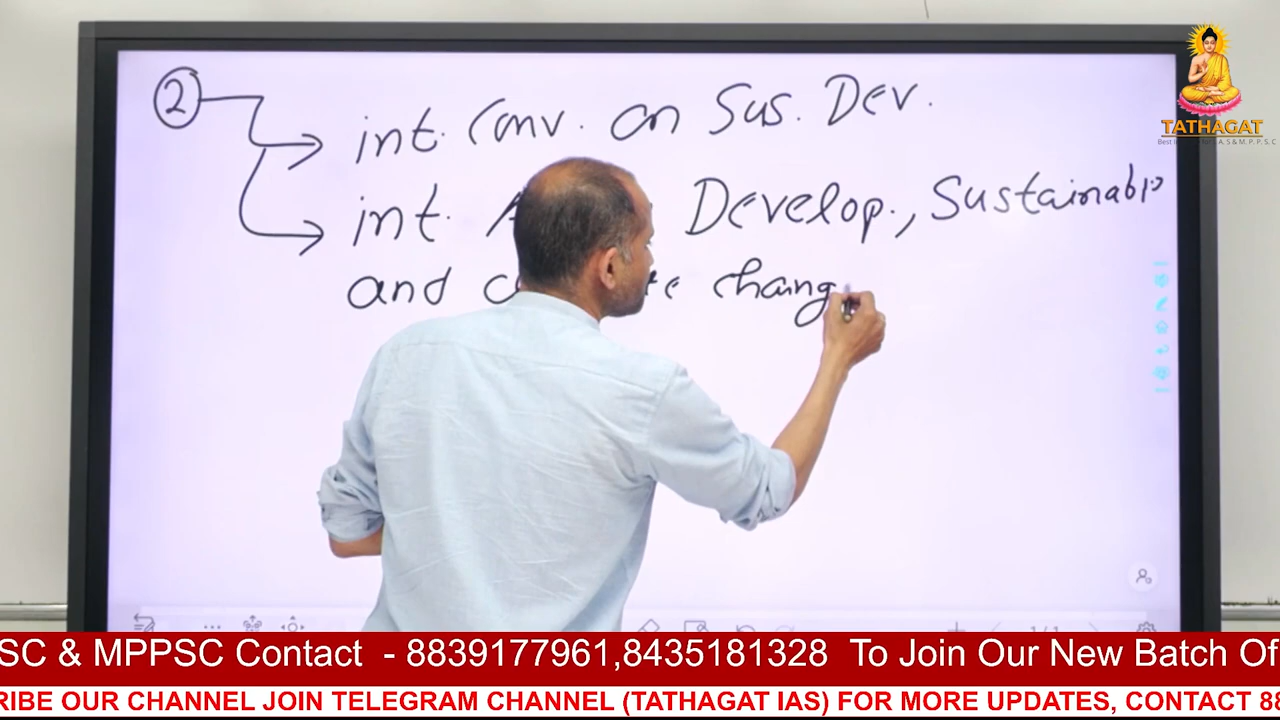 2
int. Conv. on Sus. Dev.
int. Develop., Sustainabi
and change
TATHAGAT
SC & MPPSC Contact - 8839177961,8435181328 To Join Our New Batch Of
RIBE OUR CHANNEL JOIN TELEGRAM CHANNEL (TATHAGAT IAS) FOR MORE UPDATES, CONTACT 88